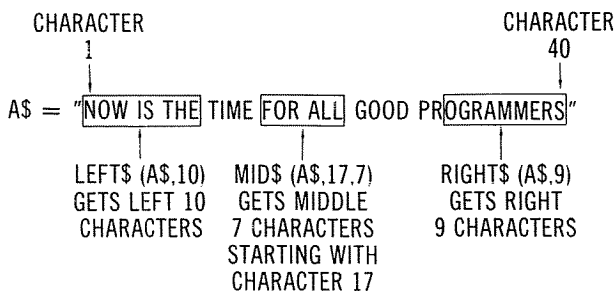 CHARACTER
1
CHARACTER
40
A$ = "NOW IS THE TIME FOR ALL GOOD PROGRAMMERS"
LEFT$ (A$,10)
GETS LEFT 10
CHARACTERS
MID$ (A$,17,7)
GETS MIDDLE
7 CHARACTERS
STARTING WITH
CHARACTER 17
RIGHT$ (A$,9)
GETS RIGHT
9 CHARACTERS